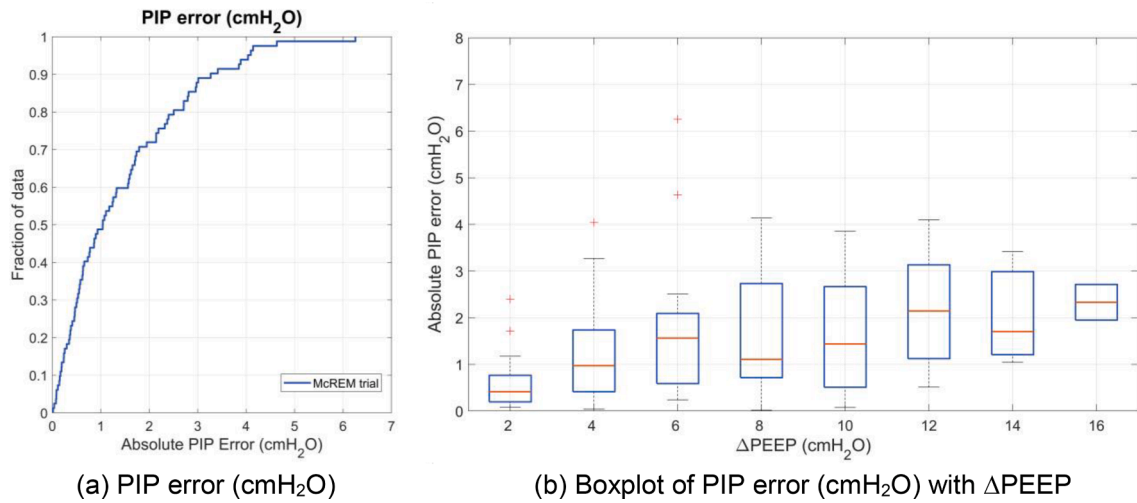 PIP error (cmH₂O)
1
0.9
0.8
0.7
0.6
0.5
0.4
0.3
0.2
0.1
0
Fraction of data
McREM trial
0 1 2 3 4 5 6 7
Absolute PIP Error (cmH₂O)
(a) PIP error (cmH₂O)
8
7
6
5
4
3
2
1
0
Absolute PIP error (cmH₂O)
2 4 6 8 10 12 14 16
ΔPEEP (cmH₂O)
(b) Boxplot of PIP error (cmH₂O) with ΔPEEP